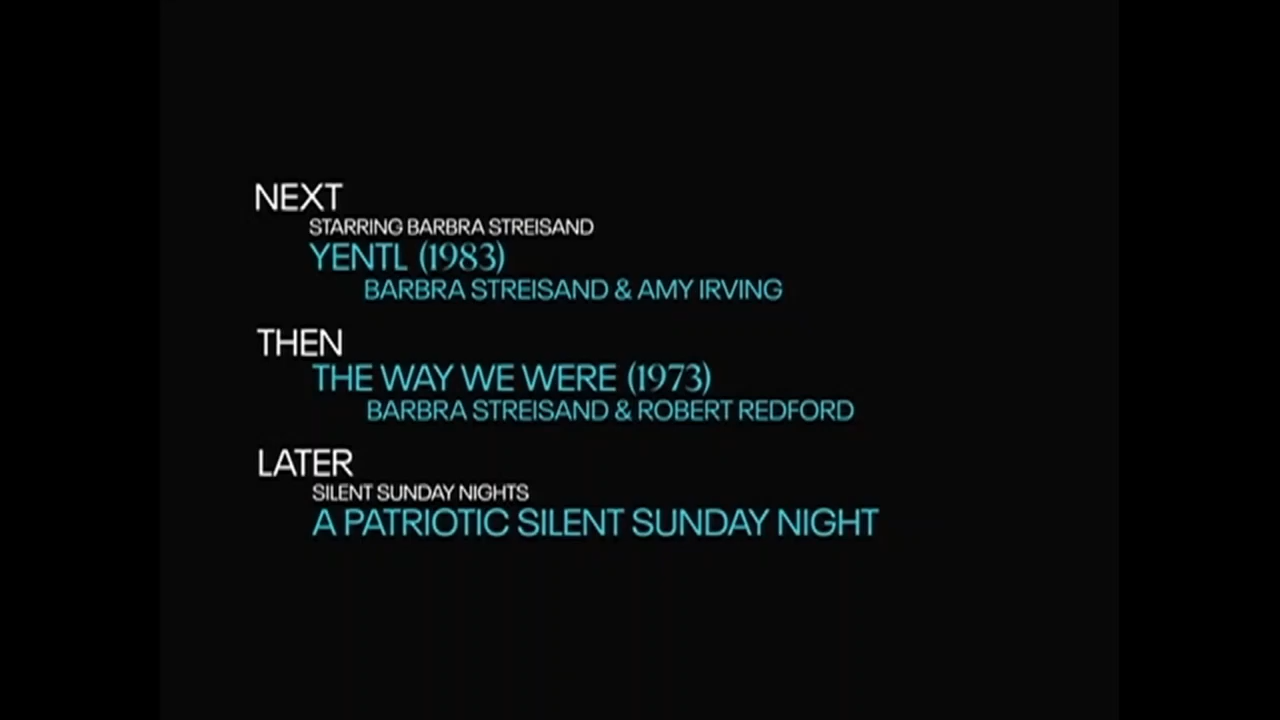 NEXT
STARRING BARBRA STREISAND
YENTL (1983)
BARBRA STREISAND & AMY IRVING
THEN
THE WAY WE WERE (1973)
BARBRA STREISAND & ROBERT REDFORD
LATER
SILENT SUNDAY NIGHTS
A PATRIOTIC SILENT SUNDAY NIGHT